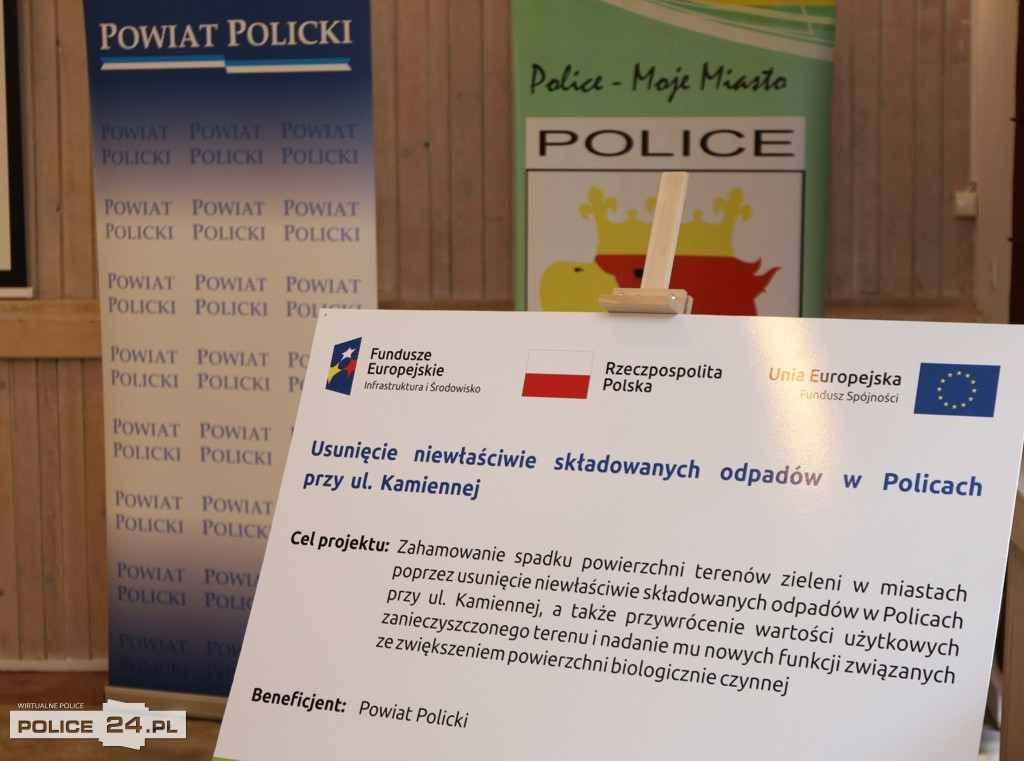 POWIAT POLICKI
POWIAT POWIAT POWIAT
POLICKI POLICKI POLICKI
POWIAT POWIAT POWIAT
POLICKI POLICKI POLICKI
POWIAT POWIAT POWIAT
POLICKI POLICKI
POWIAT POWIAT
POLICKI POLICKI
POWIAT POWIAT
POLICKI POLICKI
POWIAT POWIAT
POLICKI
POWIAT
POLICKI
POWIAT
POLICKI
Police - Moje Miasto
POLICE
Fundusze
Europejskie
Infrastruktura i Środowisko
Rzeczpospolita
Polska
Unia Europejska
Fundusz Spójności
Usunięcie niewłaściwie składowanych odpadów w Policach
przy ul. Kamiennej
Cel projektu: Zahamowanie spadku powierzchni terenów zieleni w miastach
poprzez usunięcie niewłaściwie składowanych odpadów w Policach
przy ul. Kamiennej, a także przywrócenie wartości użytkowych
zanieczyszczonego terenu i nadanie mu nowych funkcji związanych
ze zwiększeniem powierzchni biologicznie czynnej
Beneficjent: Powiat Policki
WIRTUALNE POLICE
POLICE 24.PL